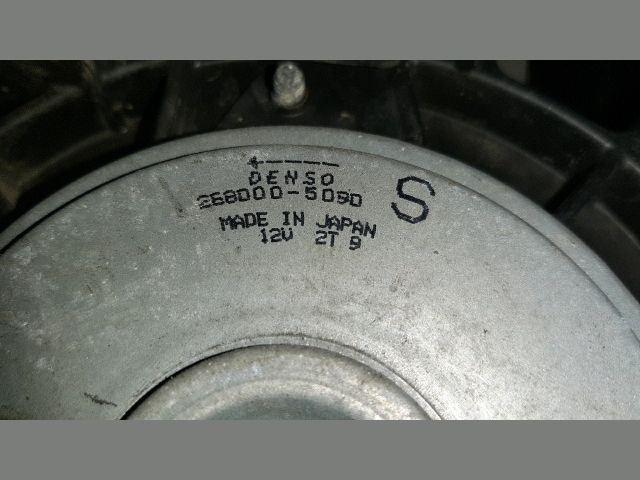 DENSO
268000-5090 S
MADE IN JAPAN
12V 2T 9